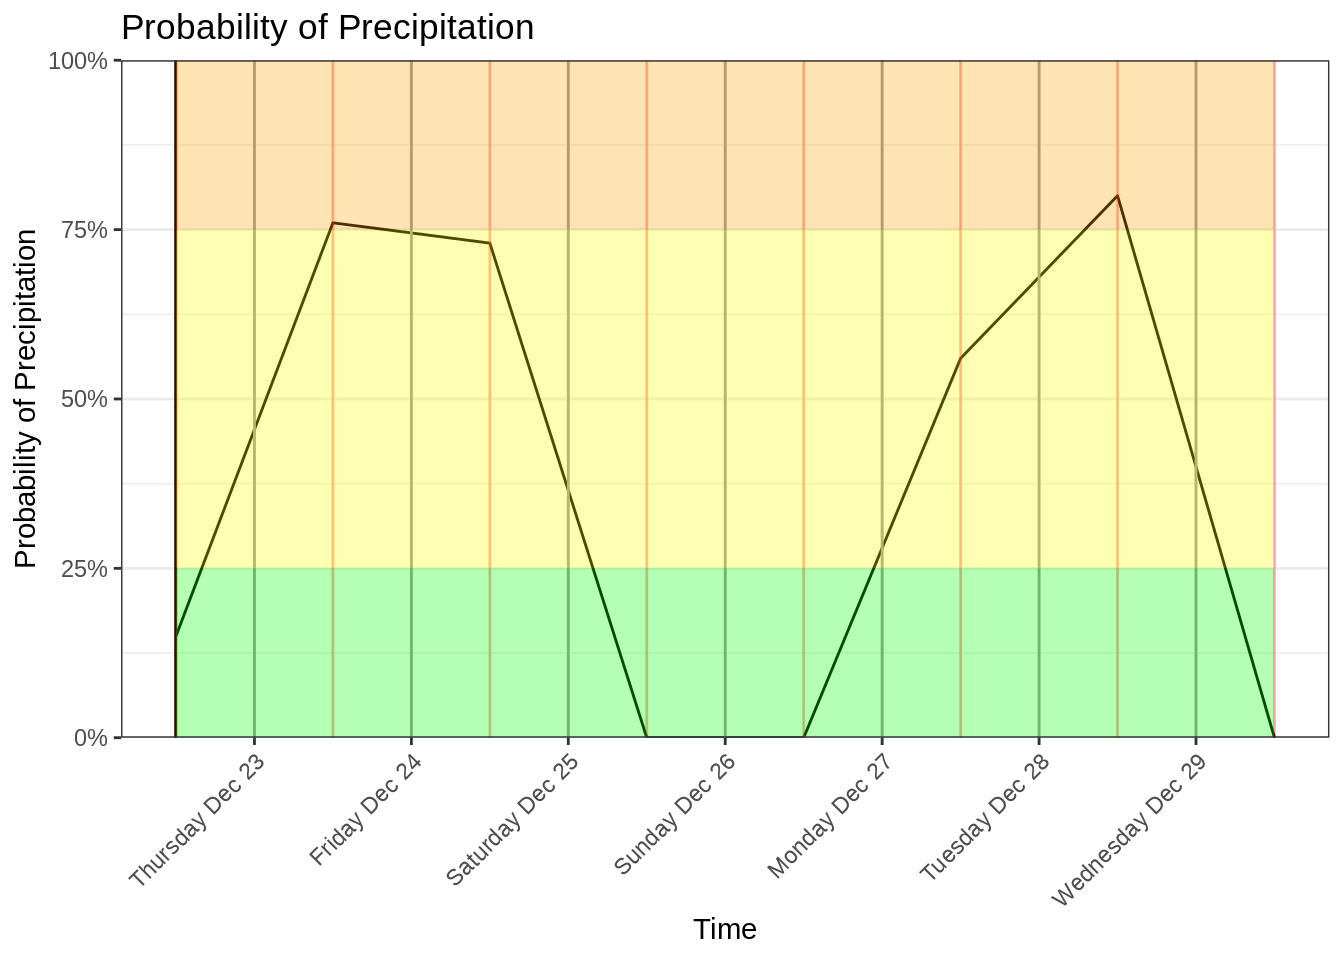 Probability of Precipitation
Probability of Precipitation
100%
75%
50%
25%
0%
Thursday Dec 23
Friday Dec 24
Saturday Dec 25
Sunday Dec 26
Monday Dec 27
Tuesday Dec 28
Wednesday Dec 29
Time